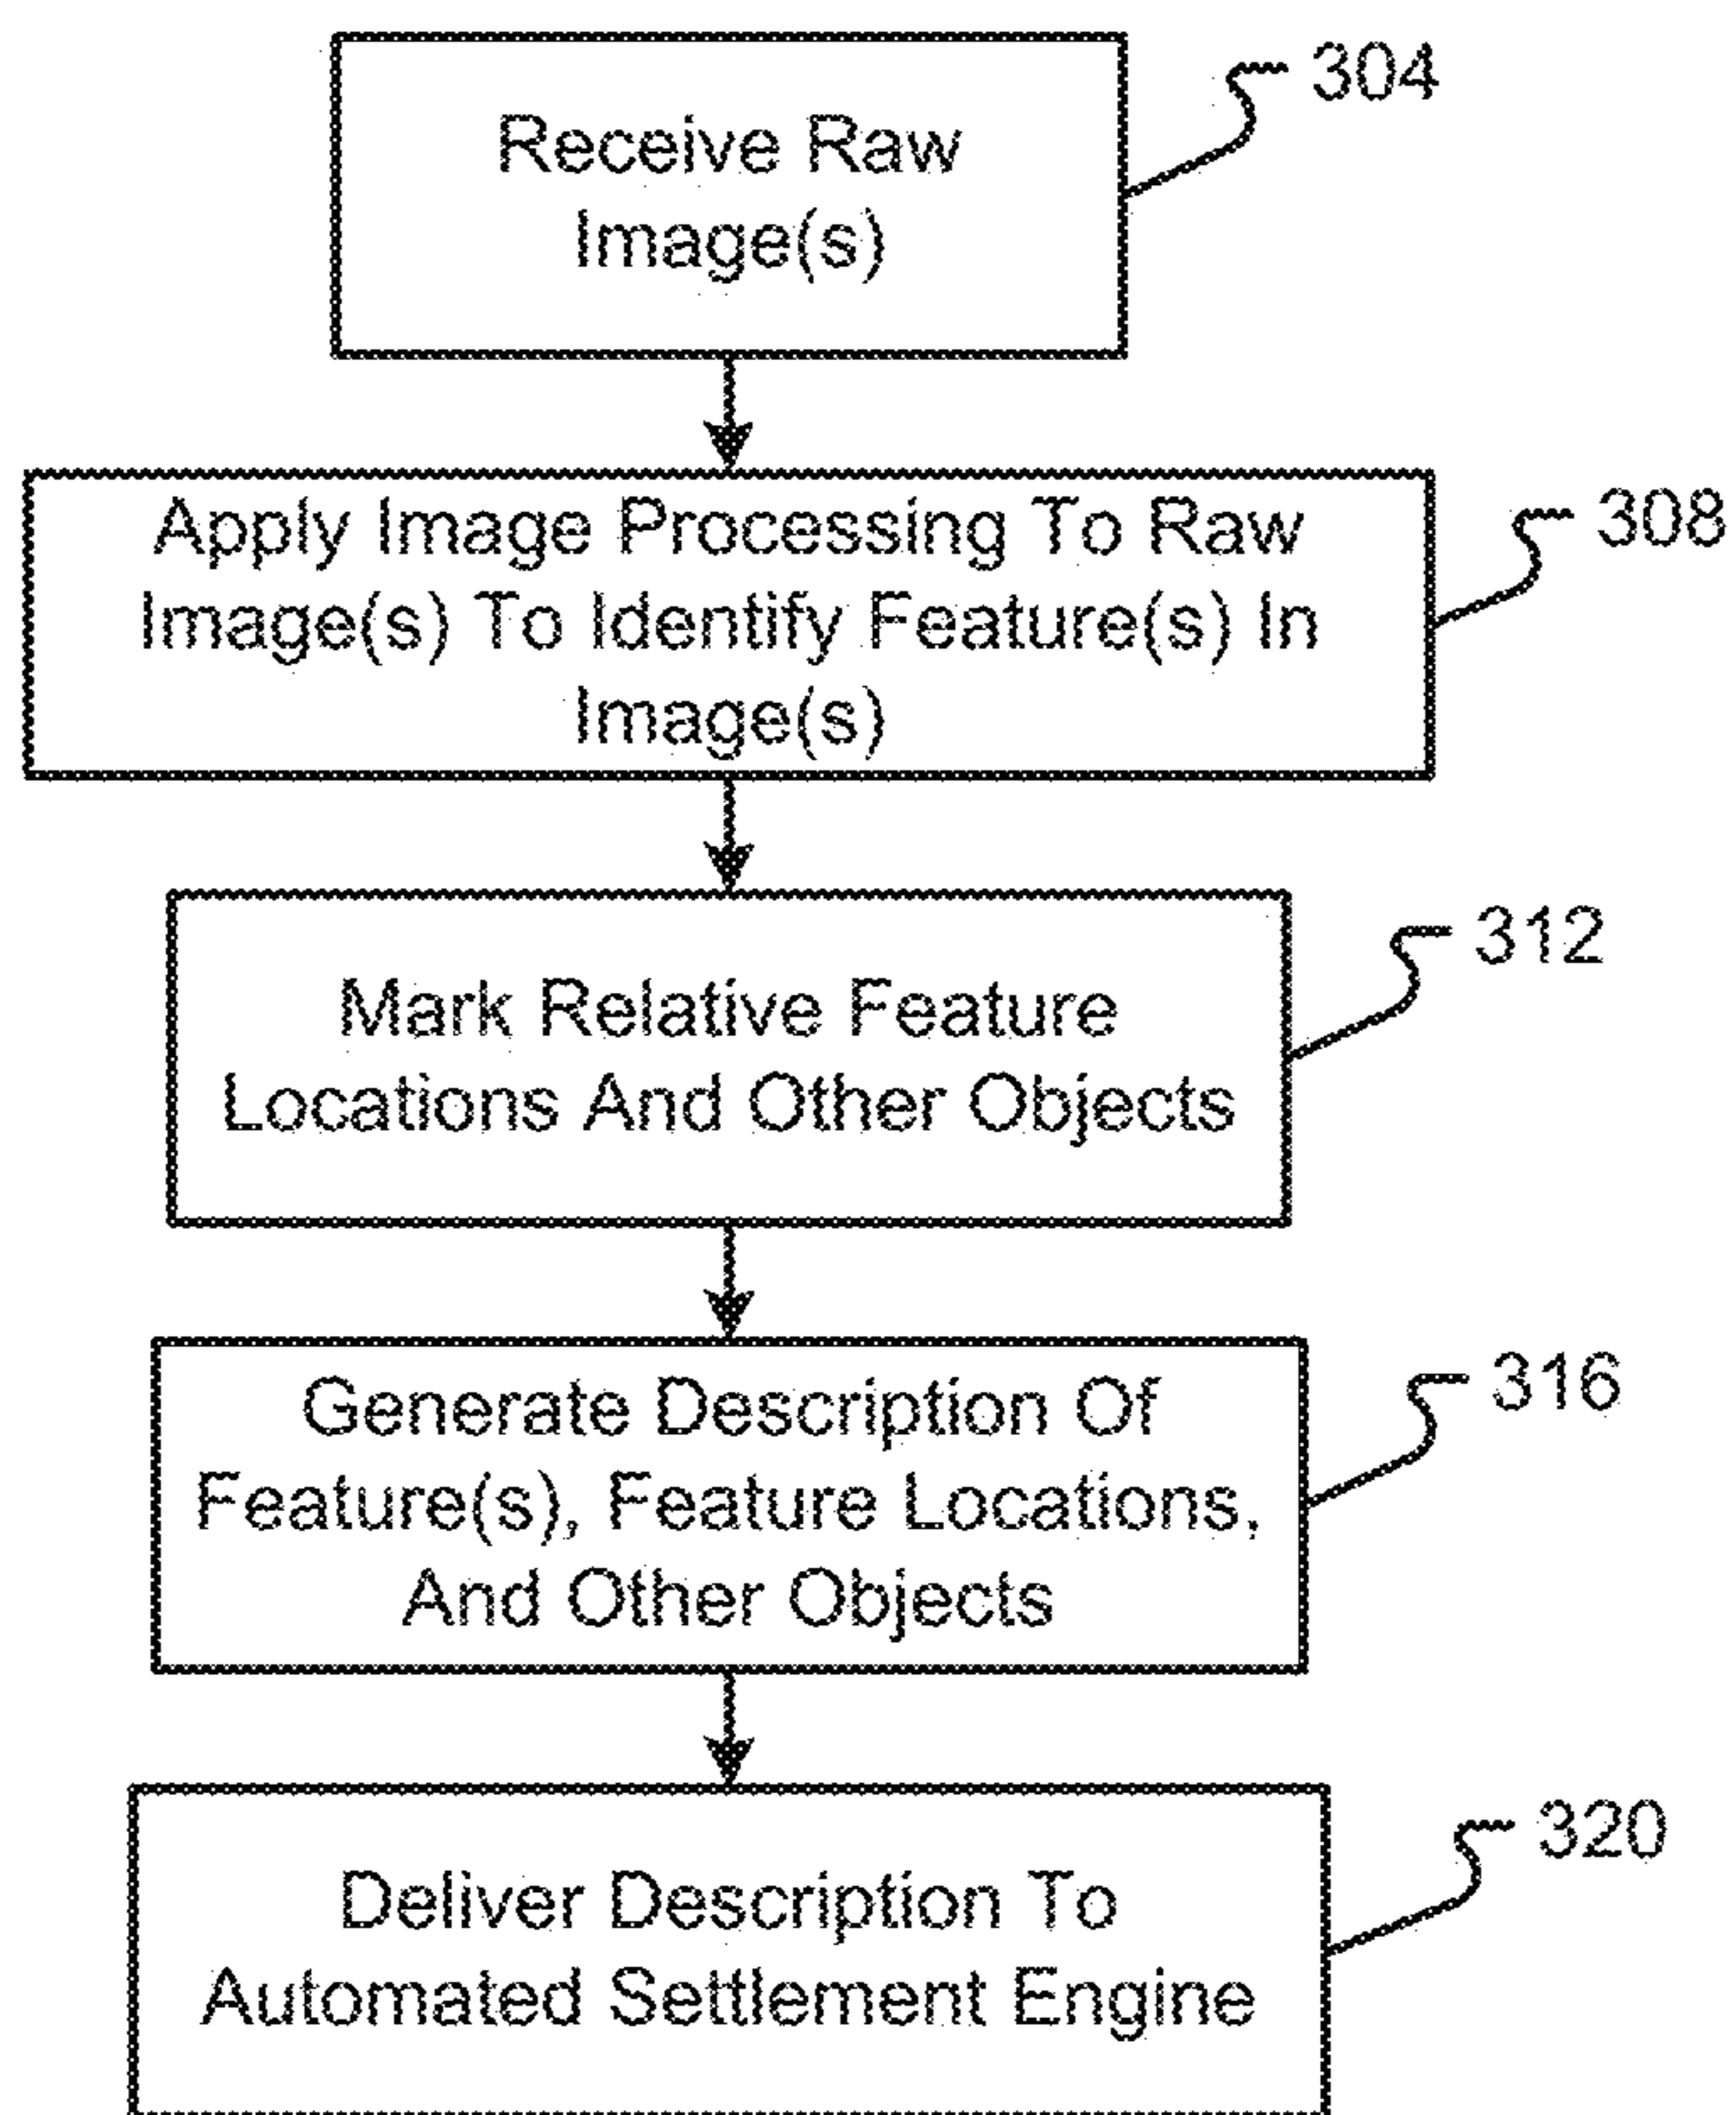 Receive Raw
Image(s)
304
Apply Image Processing To Raw
Image(s) To Identify Feature(s) In
Image(s)
308
Mark Relative Feature
Locations And Other Objects
312
Generate Description Of
Feature(s), Feature Locations,
And Other Objects
316
Deliver Description To
Automated Settlement Engine
320